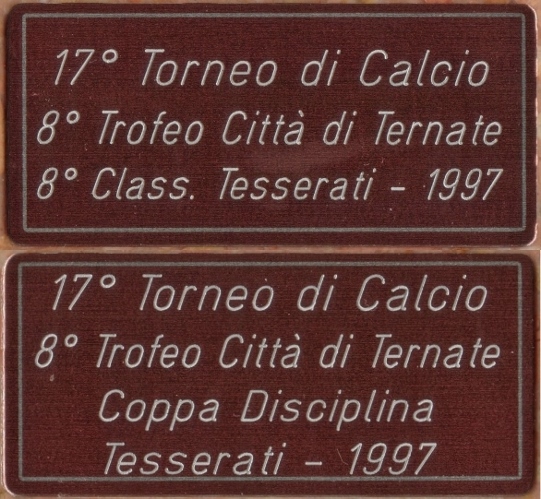 17° Torneo di Calcio
8° Trofeo Città di Ternate
8° Class. Tesserati - 1997
17° Torneo di Calcio
8° Trofeo Città di Ternate
Coppa Disciplina
Tesserati - 1997